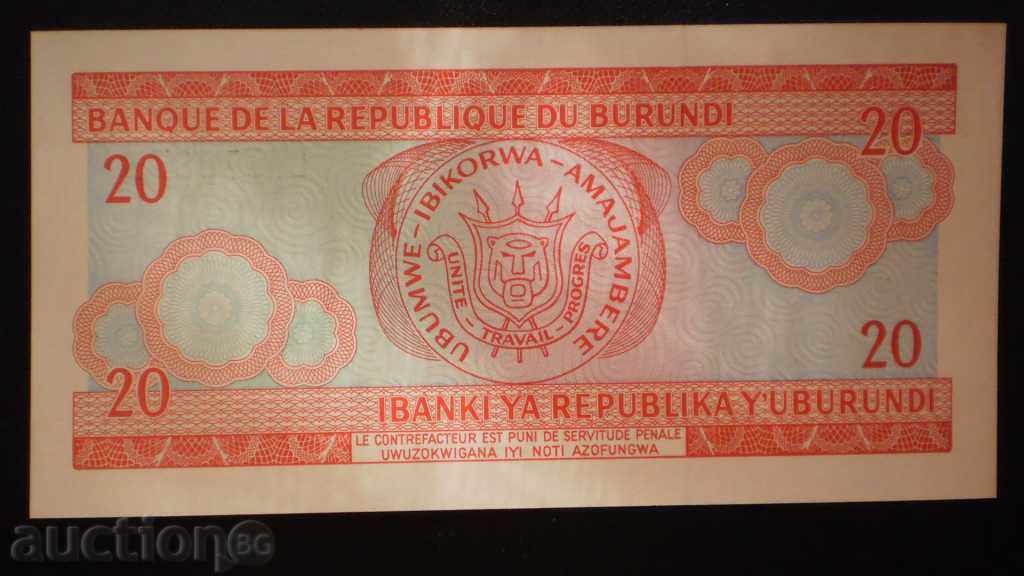 BANQUE DE LA REPUBLIQUE DU BURUNDI
20
20
UBUMWE-IBIKORWA-AMAJAMBERE
UNITE - TRAVAIL - PROGRES
20
20
IBANKI YA REPUBLIKA Y'UBURUNDI
LE CONTREFACTEUR EST PUNI DE SERVITUDE PENALE
UWUZOKWIGANA IYI NOTI AZOFUNGWA
auction BG